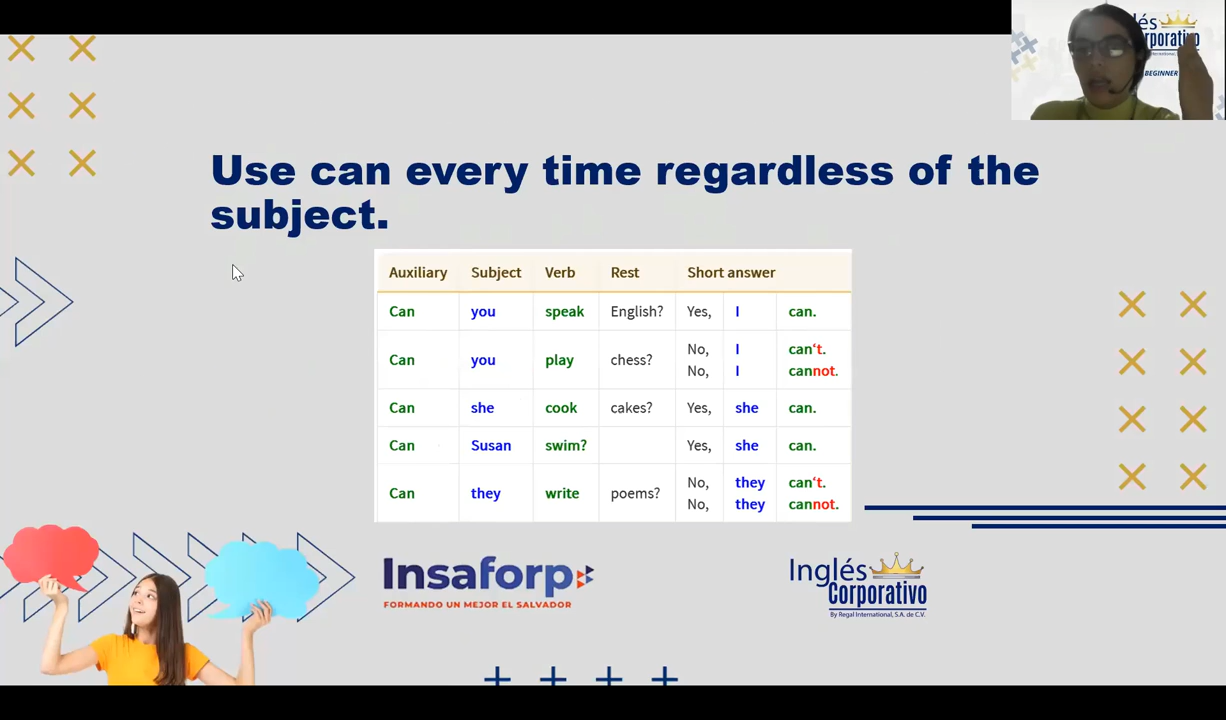 lés
rporativo
BEGINNER
Use can every time regardless of the
subject.
Auxiliary Subject Verb Rest Short answer
Can you speak English? Yes, I can.
Can you play chess? No, I can't.
No, I cannot.
Can she cook cakes? Yes, she can.
Can Susan swim? Yes, she can.
Can they write poems? No, they can't.
No, they cannot.
Insaforp
FORMANDO UN MEJOR EL SALVADOR
Inglés
Corporativo
By Regal International, S.A. de C.V.